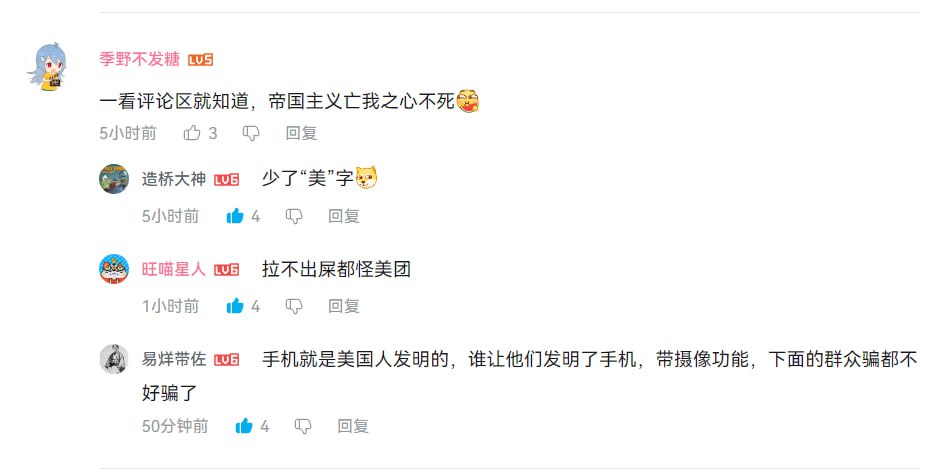 季野不发糖 LV5
一看评论区就知道，帝国主义亡我之心不死
5小时前 3 回复
造桥大神 LV6 少了“美”字
5小时前 4 回复
旺喵星人 LV6 拉不出屎都怪美团
1小时前 4 回复
易烊带佐 LV6 手机就是美国人发明的，谁让他们发明了手机，带摄像功能，下面的群众骗都不
好骗了
50分钟前 4 回复